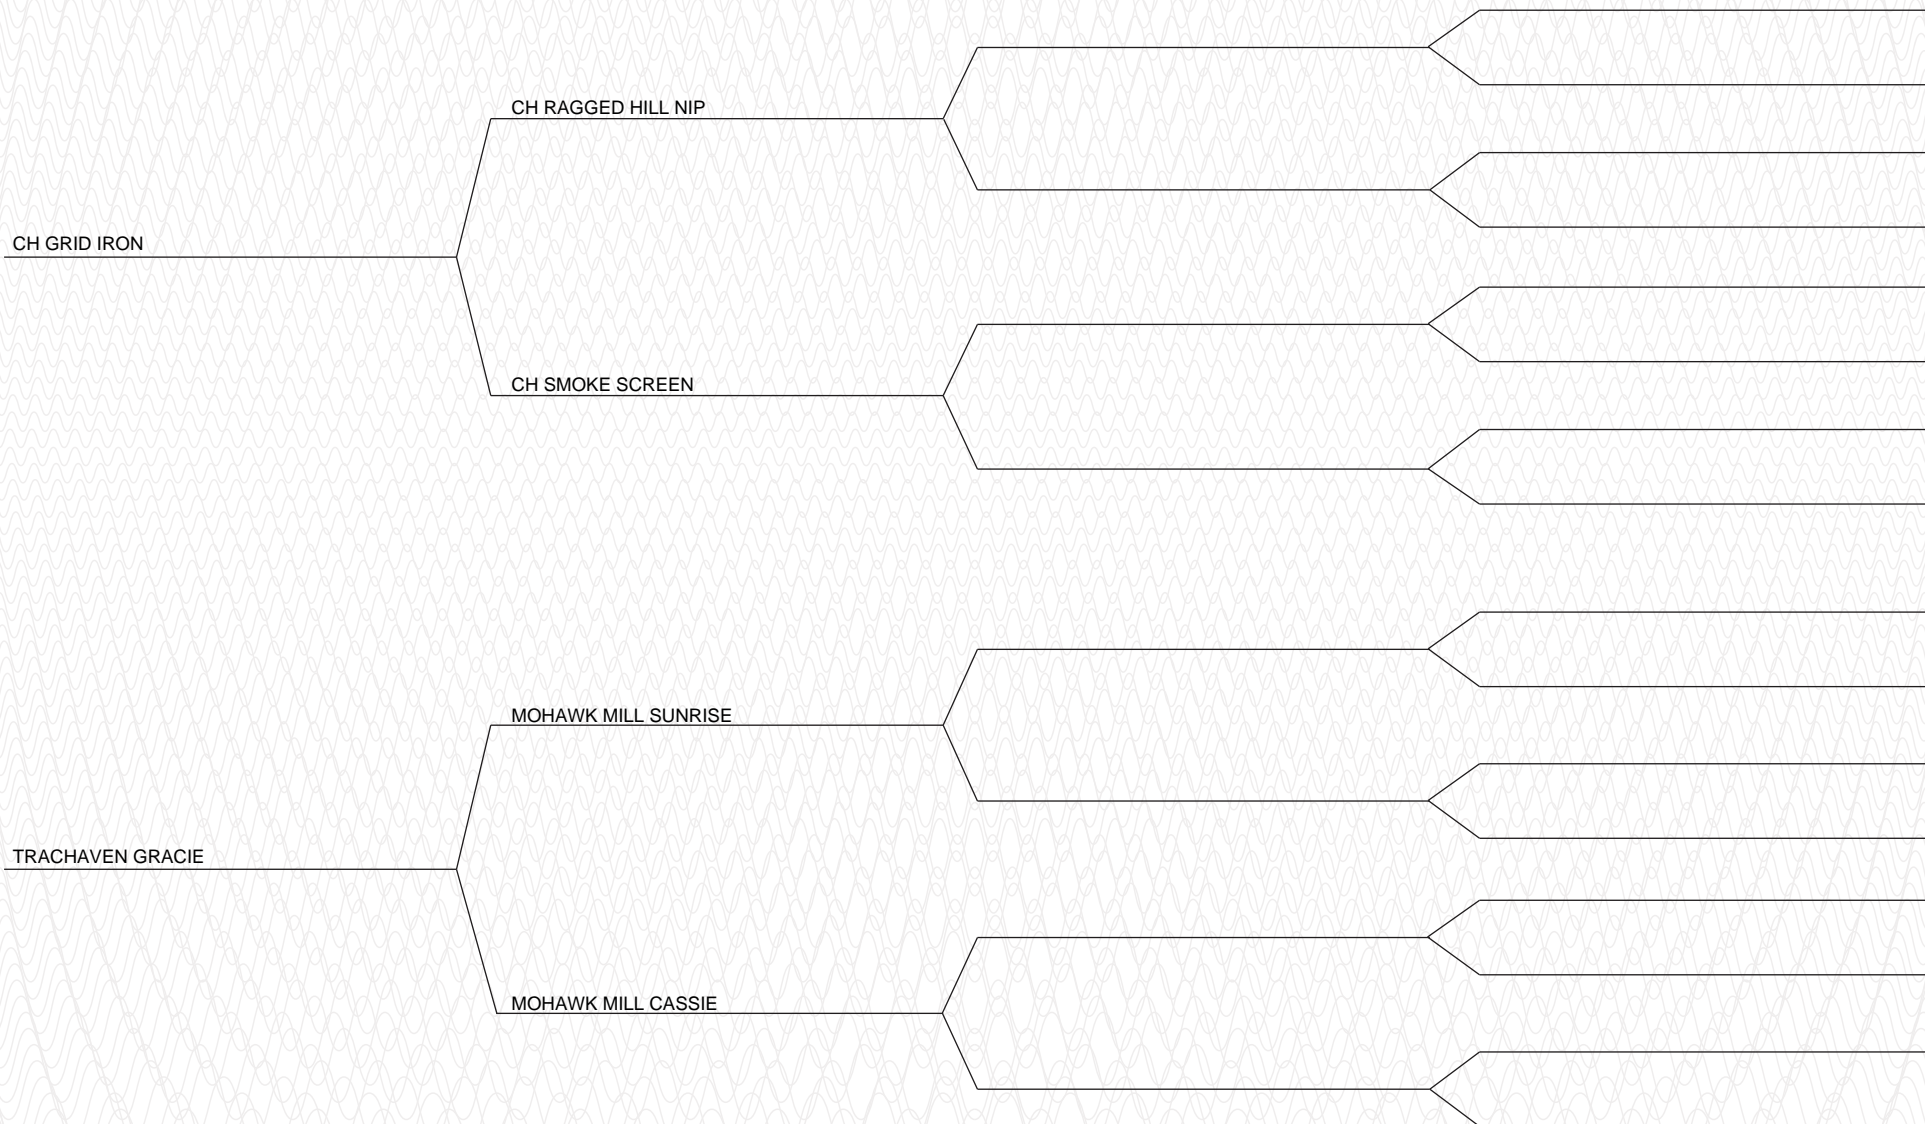 CH RAGGED HILL NIP
CH GRID IRON
CH SMOKE SCREEN
MOHAWK MILL SUNRISE
TRACHAVEN GRACIE
MOHAWK MILL CASSIE